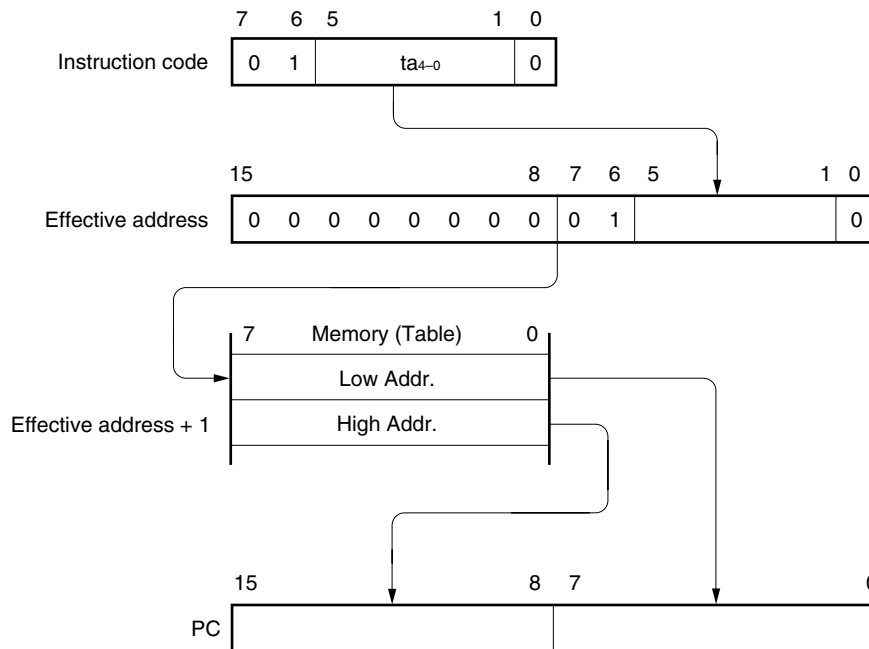 7 6 5 1 0
Instruction code 0 1 ta4–0 0
15 8 7 6 5 1 0
Effective address 0 0 0 0 0 0 0 0 0 1 0
7 Memory (Table) 0
Low Addr.
Effective address + 1 High Addr.
15 8 7 0
PC